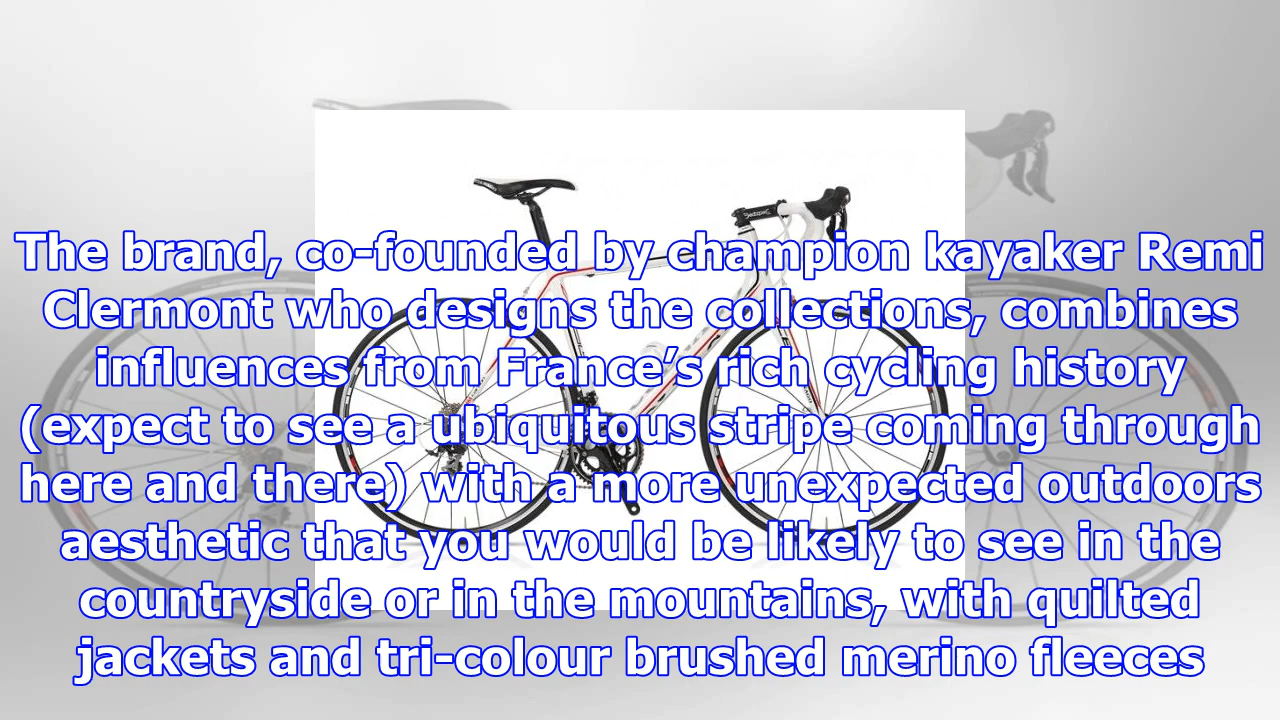 The brand, co-founded by champion kayaker Remi
Clermont who designs the collections, combines
influences from France’s rich cycling history
(expect to see a ubiquitous stripe coming through
here and there) with a more unexpected outdoors
aesthetic that you would be likely to see in the
countryside or in the mountains, with quilted
jackets and tri-colour brushed merino fleeces